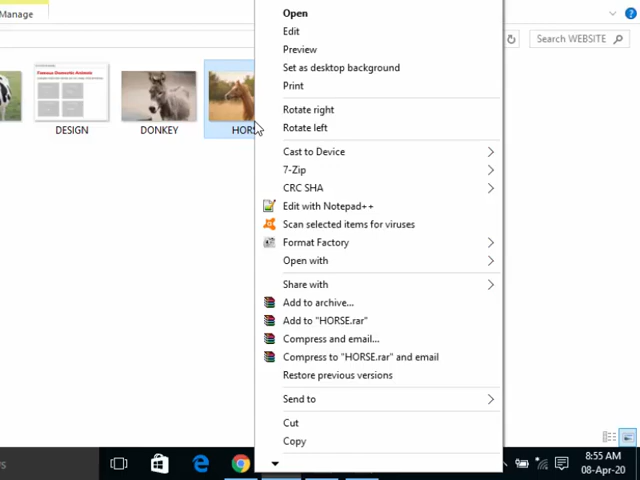 Manage
Search WEBSITE
Famous Domestic Animals
DESIGN
DONKEY
Open
Edit
Preview
Set as desktop background
Print
Rotate right
Rotate left
Cast to Device
7-Zip
CRC SHA
Edit with Notepad++
Scan selected items for viruses
Format Factory
Open with
Share with
Add to archive...
Add to "HORSE.rar"
Compress and email...
Compress to "HORSE.rar" and email
Restore previous versions
Send to
Cut
Copy
8:55 AM
08-Apr-20